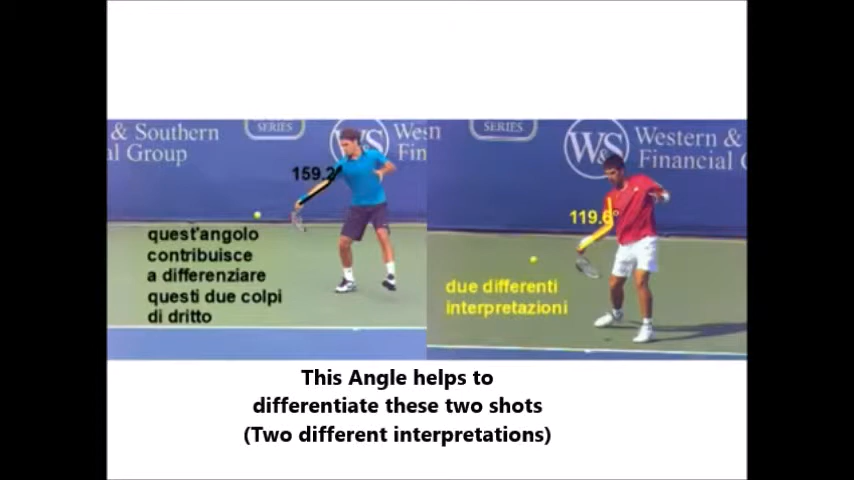 & Southern
al Group
SERIES
W&S
Wes n
Fin
159.2
quest'angolo
contribuisce
a differenziare
questi due colpi
di dritto
SERIES
W&S
Western &
Financial
119.6°
due differenti
interpretazioni
This Angle helps to
differentiate these two shots
(Two different interpretations)